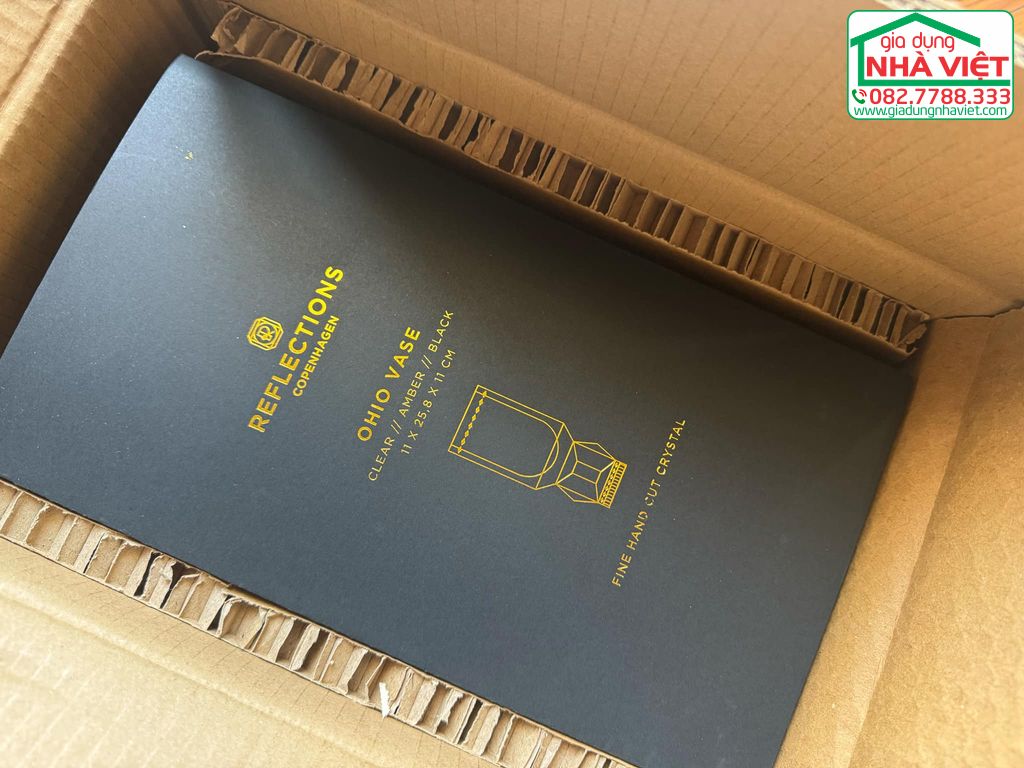 gia dụng
NHÀ VIỆT
082.7788.333
www.giadungnhaviet.com
REFLECTIONS
COPENHAGEN
OHIO VASE
CLEAR // AMBER // BLACK
11 X 25,8 X 11 CM
FINE HAND CUT CRYSTAL